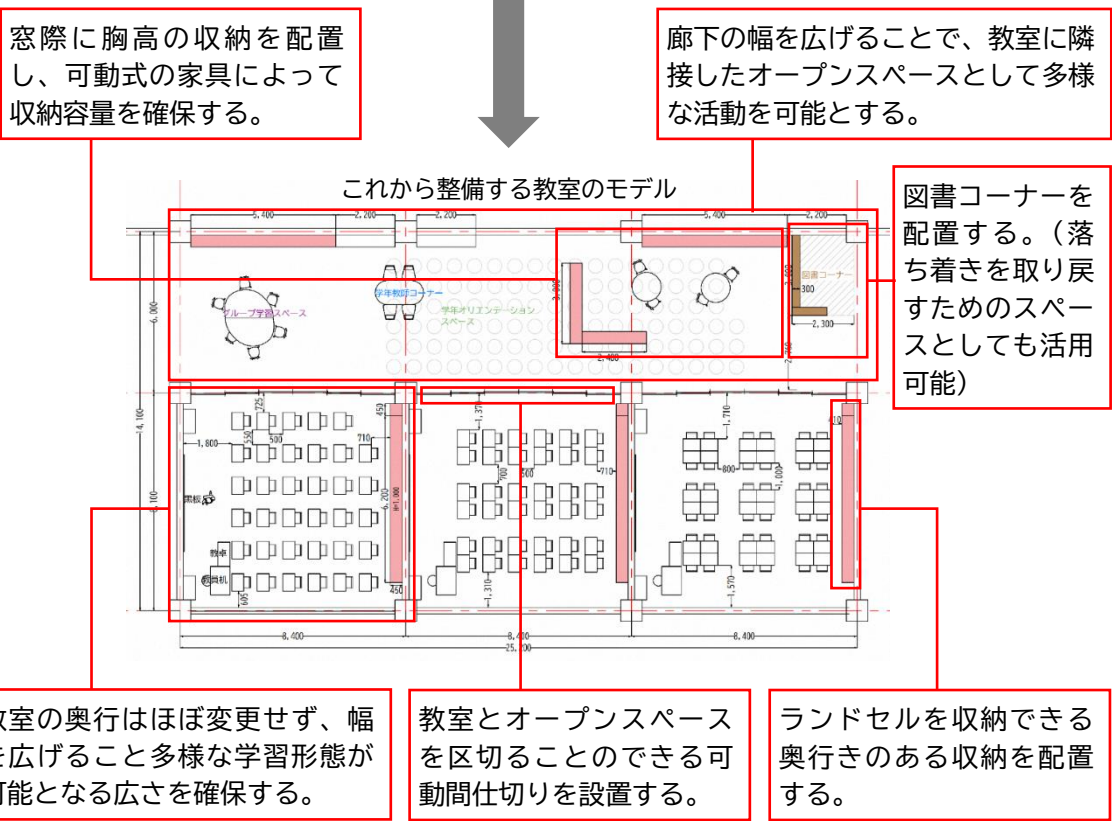 窓際に胸高の収納を配置
し、可動式の家具によって
収納容量を確保する。
廊下の幅を広げることで、教室に隣
接したオープンスペースとして多様
な活動を可能とする。
これから整備する教室のモデル
図書コーナーを
配置する。（落
ち着きを取り戻
すためのスペー
スとしても活用
可能）
5,400
2,200
2,200
5,400
2,200
図書コーナー
300
学年教師コーナー
グループ学習スペース
学年オリエンテーション
スペース
6,000
2,300
2,400
14,100
725
450
1,370
1,710
410
550
500
710
1,800
700
500
710
800
1,000
黒板
6,200
H=1,000
教卓
教員机
605
450
1,310
1,570
8,400
8,400
8,400
25,200
教室の奥行はほぼ変更せず、幅
を広げること多様な学習形態が
可能となる広さを確保する。
教室とオープンスペース
を区切ることのできる可
動間仕切りを設置する。
ランドセルを収納できる
奥行きのある収納を配置
する。